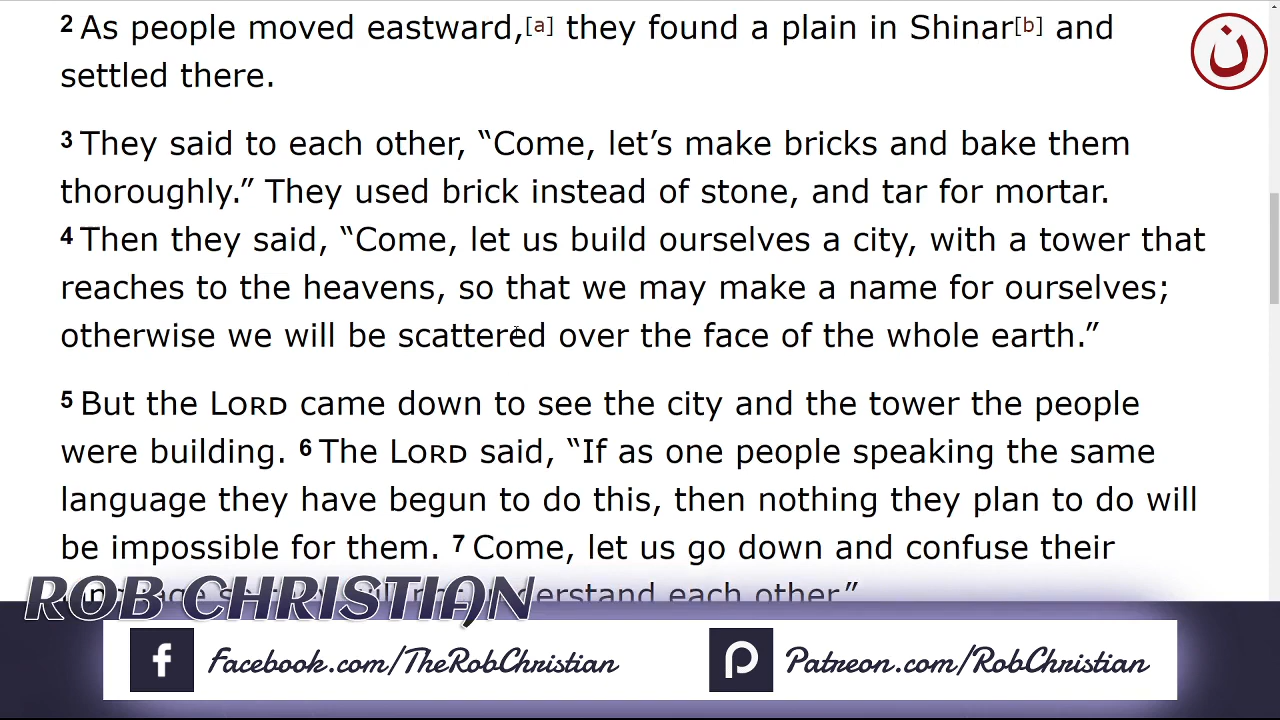 2 As people moved eastward,[a] they found a plain in Shinar[b] and
settled there.
3 They said to each other, “Come, let’s make bricks and bake them
thoroughly.” They used brick instead of stone, and tar for mortar.
4 Then they said, “Come, let us build ourselves a city, with a tower that
reaches to the heavens, so that we may make a name for ourselves;
otherwise we will be scattered over the face of the whole earth.”
5 But the LORD came down to see the city and the tower the people
were building. 6 The LORD said, “If as one people speaking the same
language they have begun to do this, then nothing they plan to do will
be impossible for them. 7 Come, let us go down and confuse their
understand each other.”
ROB CHRISTIAN
Facebook.com/TheRobChristian
Patreon.com/RobChristian
ن